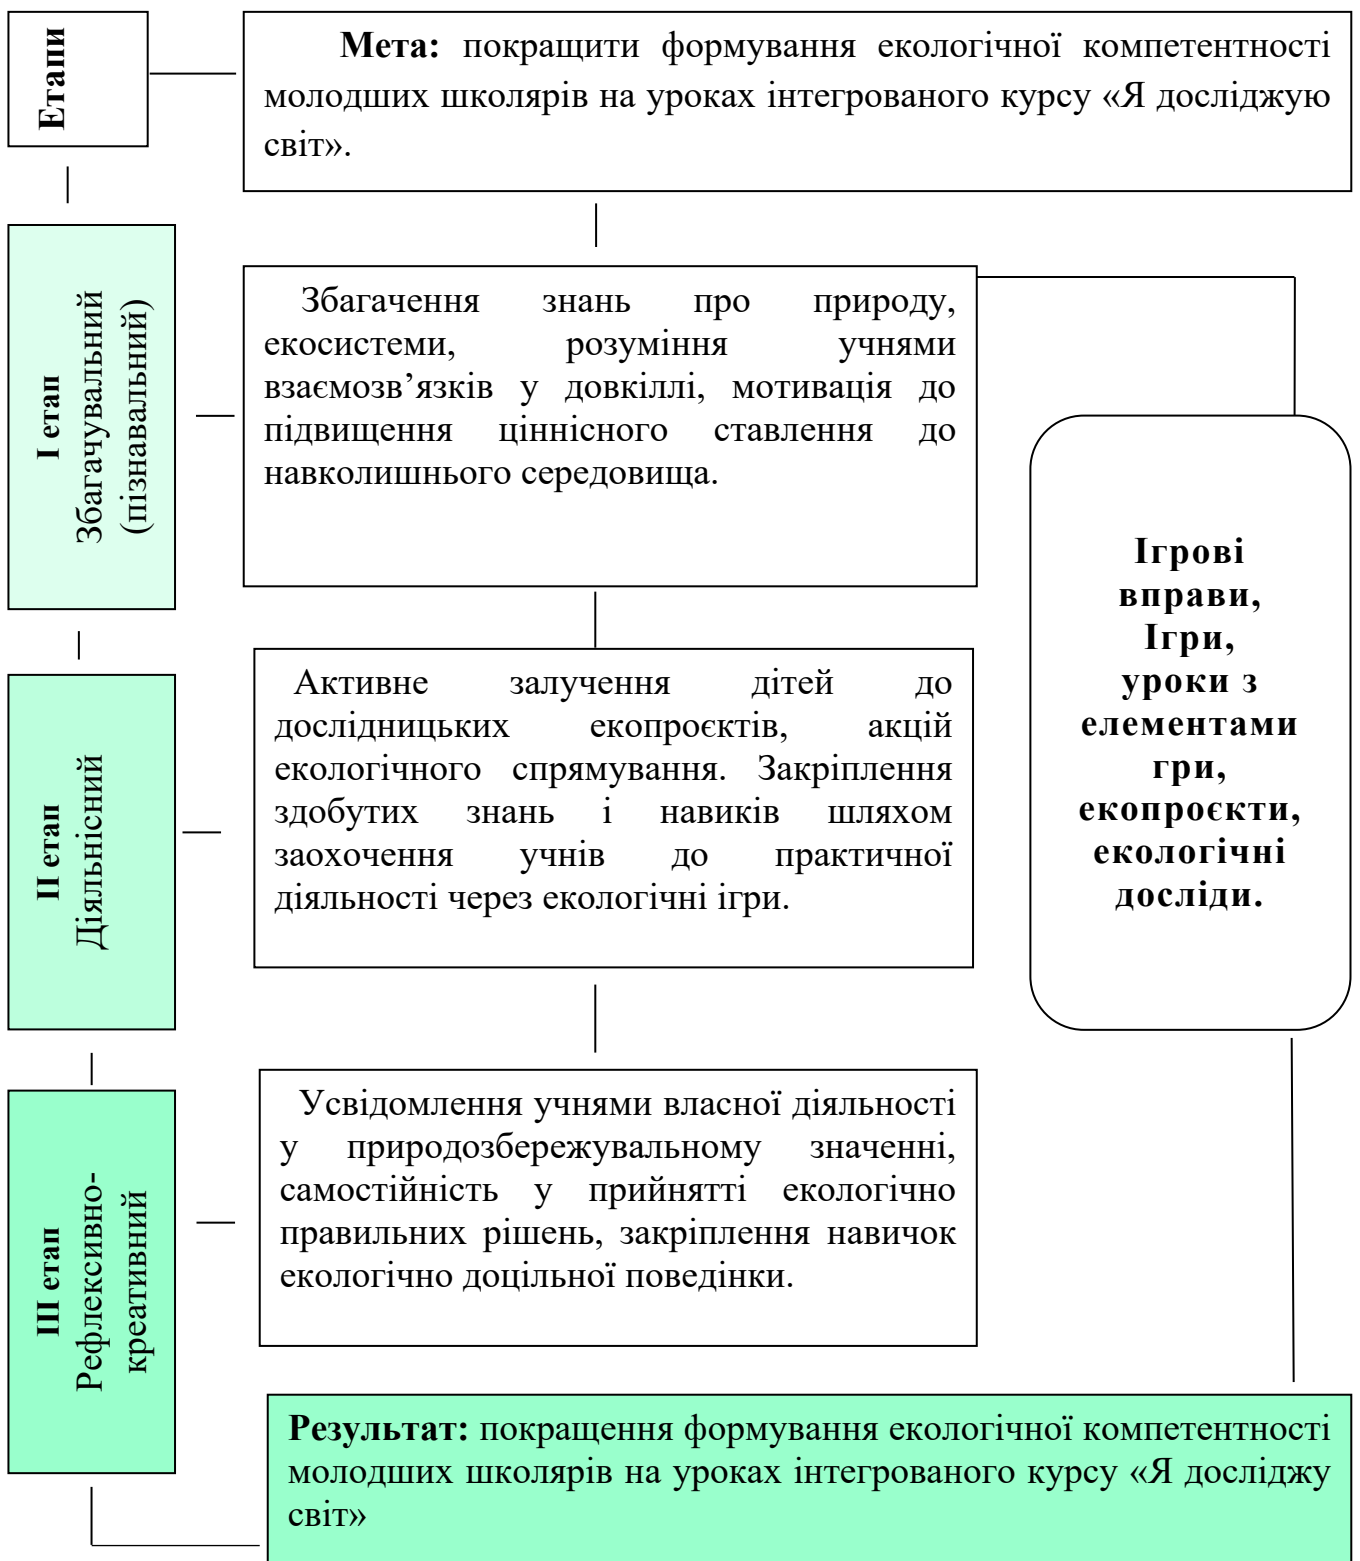 Етапи
Мета: покращити формування екологічної компетентності
молодших школярів на уроках інтегрованого курсу «Я досліджую
світ».
І етап
Збагачувальний
(пізнавальний)
Збагачення знань про природу,
екосистеми, розуміння учнями
взаємозв’язків у довкіллі, мотивація до
підвищення ціннісного ставлення до
навколишнього середовища.
Ігрові
вправи,
Ігри,
уроки з
елементами
гри,
екопроєкти,
екологічні
досліди.
ІІ етап
Діяльнісний
Активне залучення дітей до
дослідницьких екопроєктів, акцій
екологічного спрямування. Закріплення
здобутих знань і навиків шляхом
заохочення учнів до практичної
діяльності через екологічні ігри.
ІІІ етап
Рефлексивно-
креативний
Усвідомлення учнями власної діяльності
у природозбережувальному значенні,
самостійність у прийнятті екологічно
правильних рішень, закріплення навичок
екологічно доцільної поведінки.
Результат: покращення формування екологічної компетентності
молодших школярів на уроках інтегрованого курсу «Я досліджу
світ»